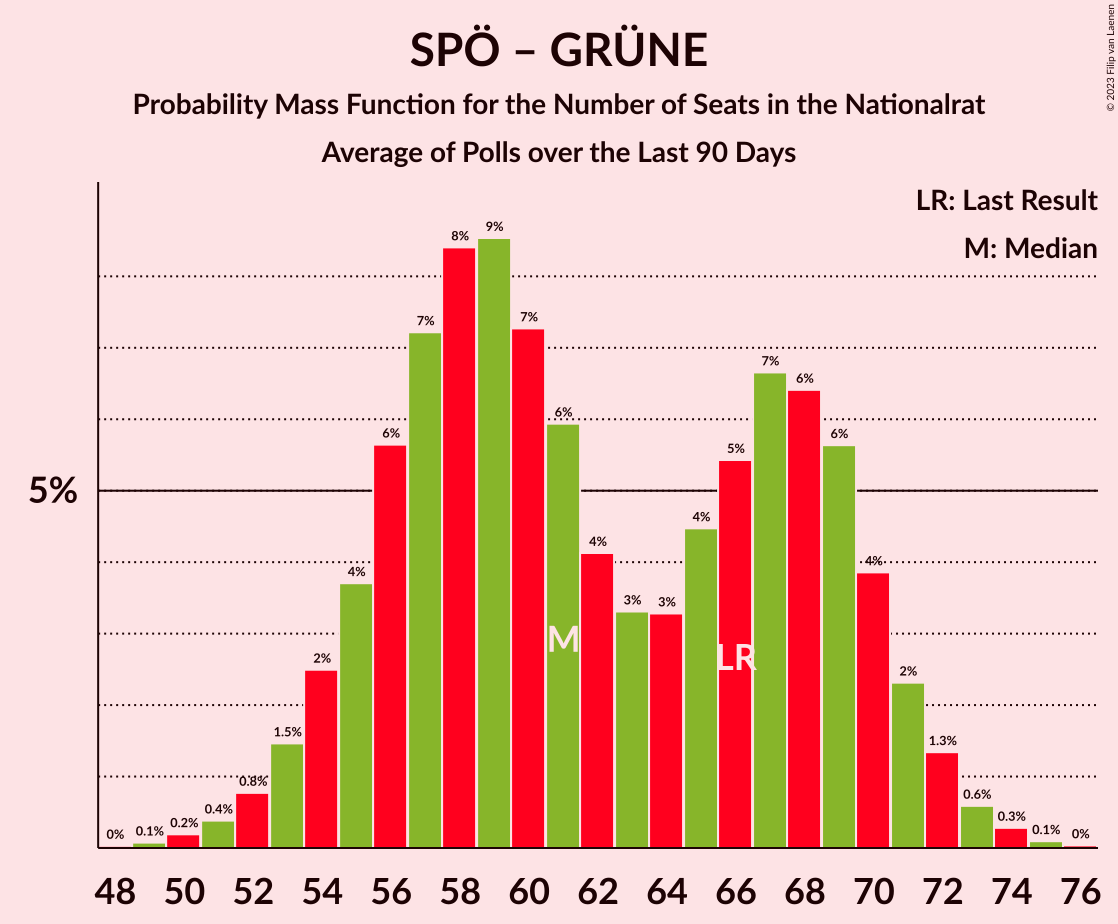 SPÖ – GRÜNE
Probability Mass Function for the Number of Seats in the Nationalrat
Average of Polls over the Last 90 Days
© 2023 Filip van Laenen
LR: Last Result
M: Median
5%
0% 0.1% 0.2% 0.4% 0.8% 1.5% 2% 4% 6% 7% 8% 9% 7% 6% 4% 3% 3% 4% 5% 7% 6% 6% 4% 2% 1.3% 0.6% 0.3% 0.1% 0%
M
LR
48 50 52 54 56 58 60 62 64 66 68 70 72 74 76